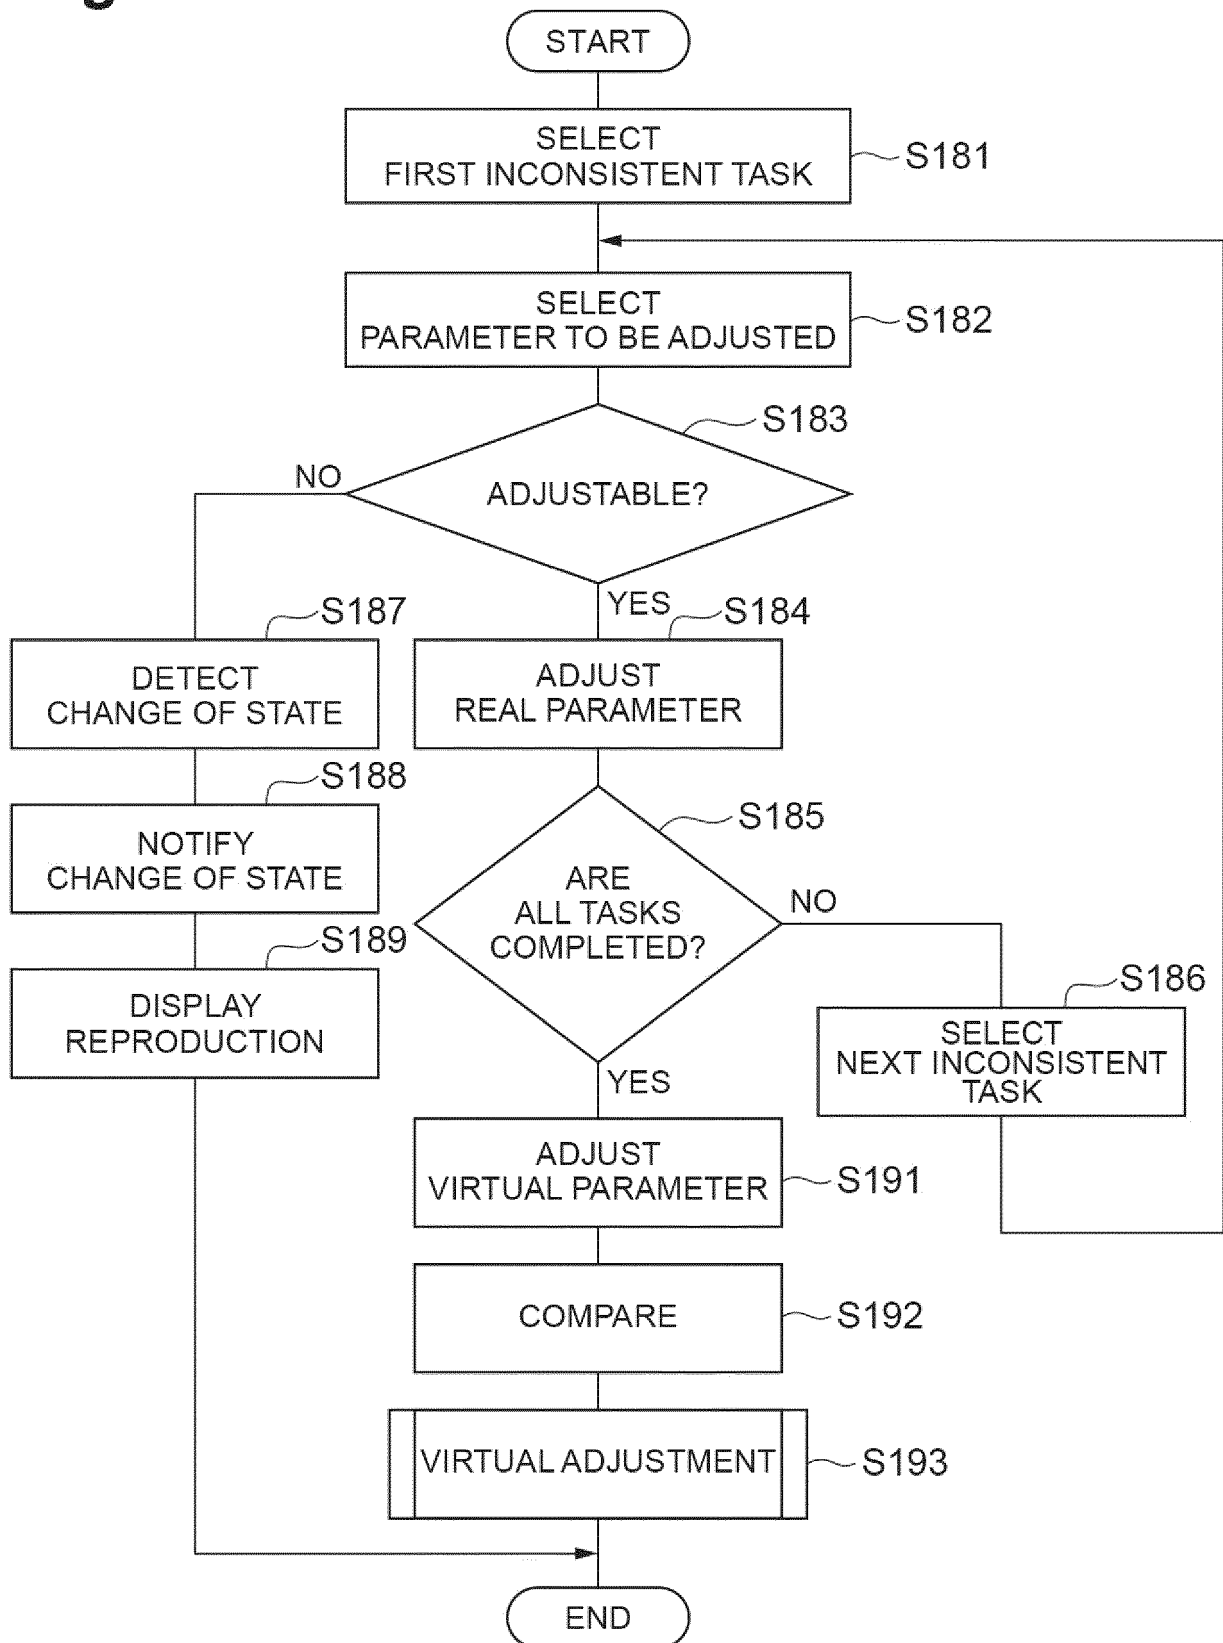 START
SELECT
FIRST INCONSISTENT TASK
S181
SELECT
PARAMETER TO BE ADJUSTED
S182
S183
NO
ADJUSTABLE?
YES
S187
S184
DETECT
CHANGE OF STATE
ADJUST
REAL PARAMETER
S188
S185
NOTIFY
CHANGE OF STATE
ARE
ALL TASKS
COMPLETED?
NO
S189
S186
DISPLAY
REPRODUCTION
SELECT
NEXT INCONSISTENT
TASK
YES
ADJUST
VIRTUAL PARAMETER
S191
COMPARE
S192
VIRTUAL ADJUSTMENT
S193
END